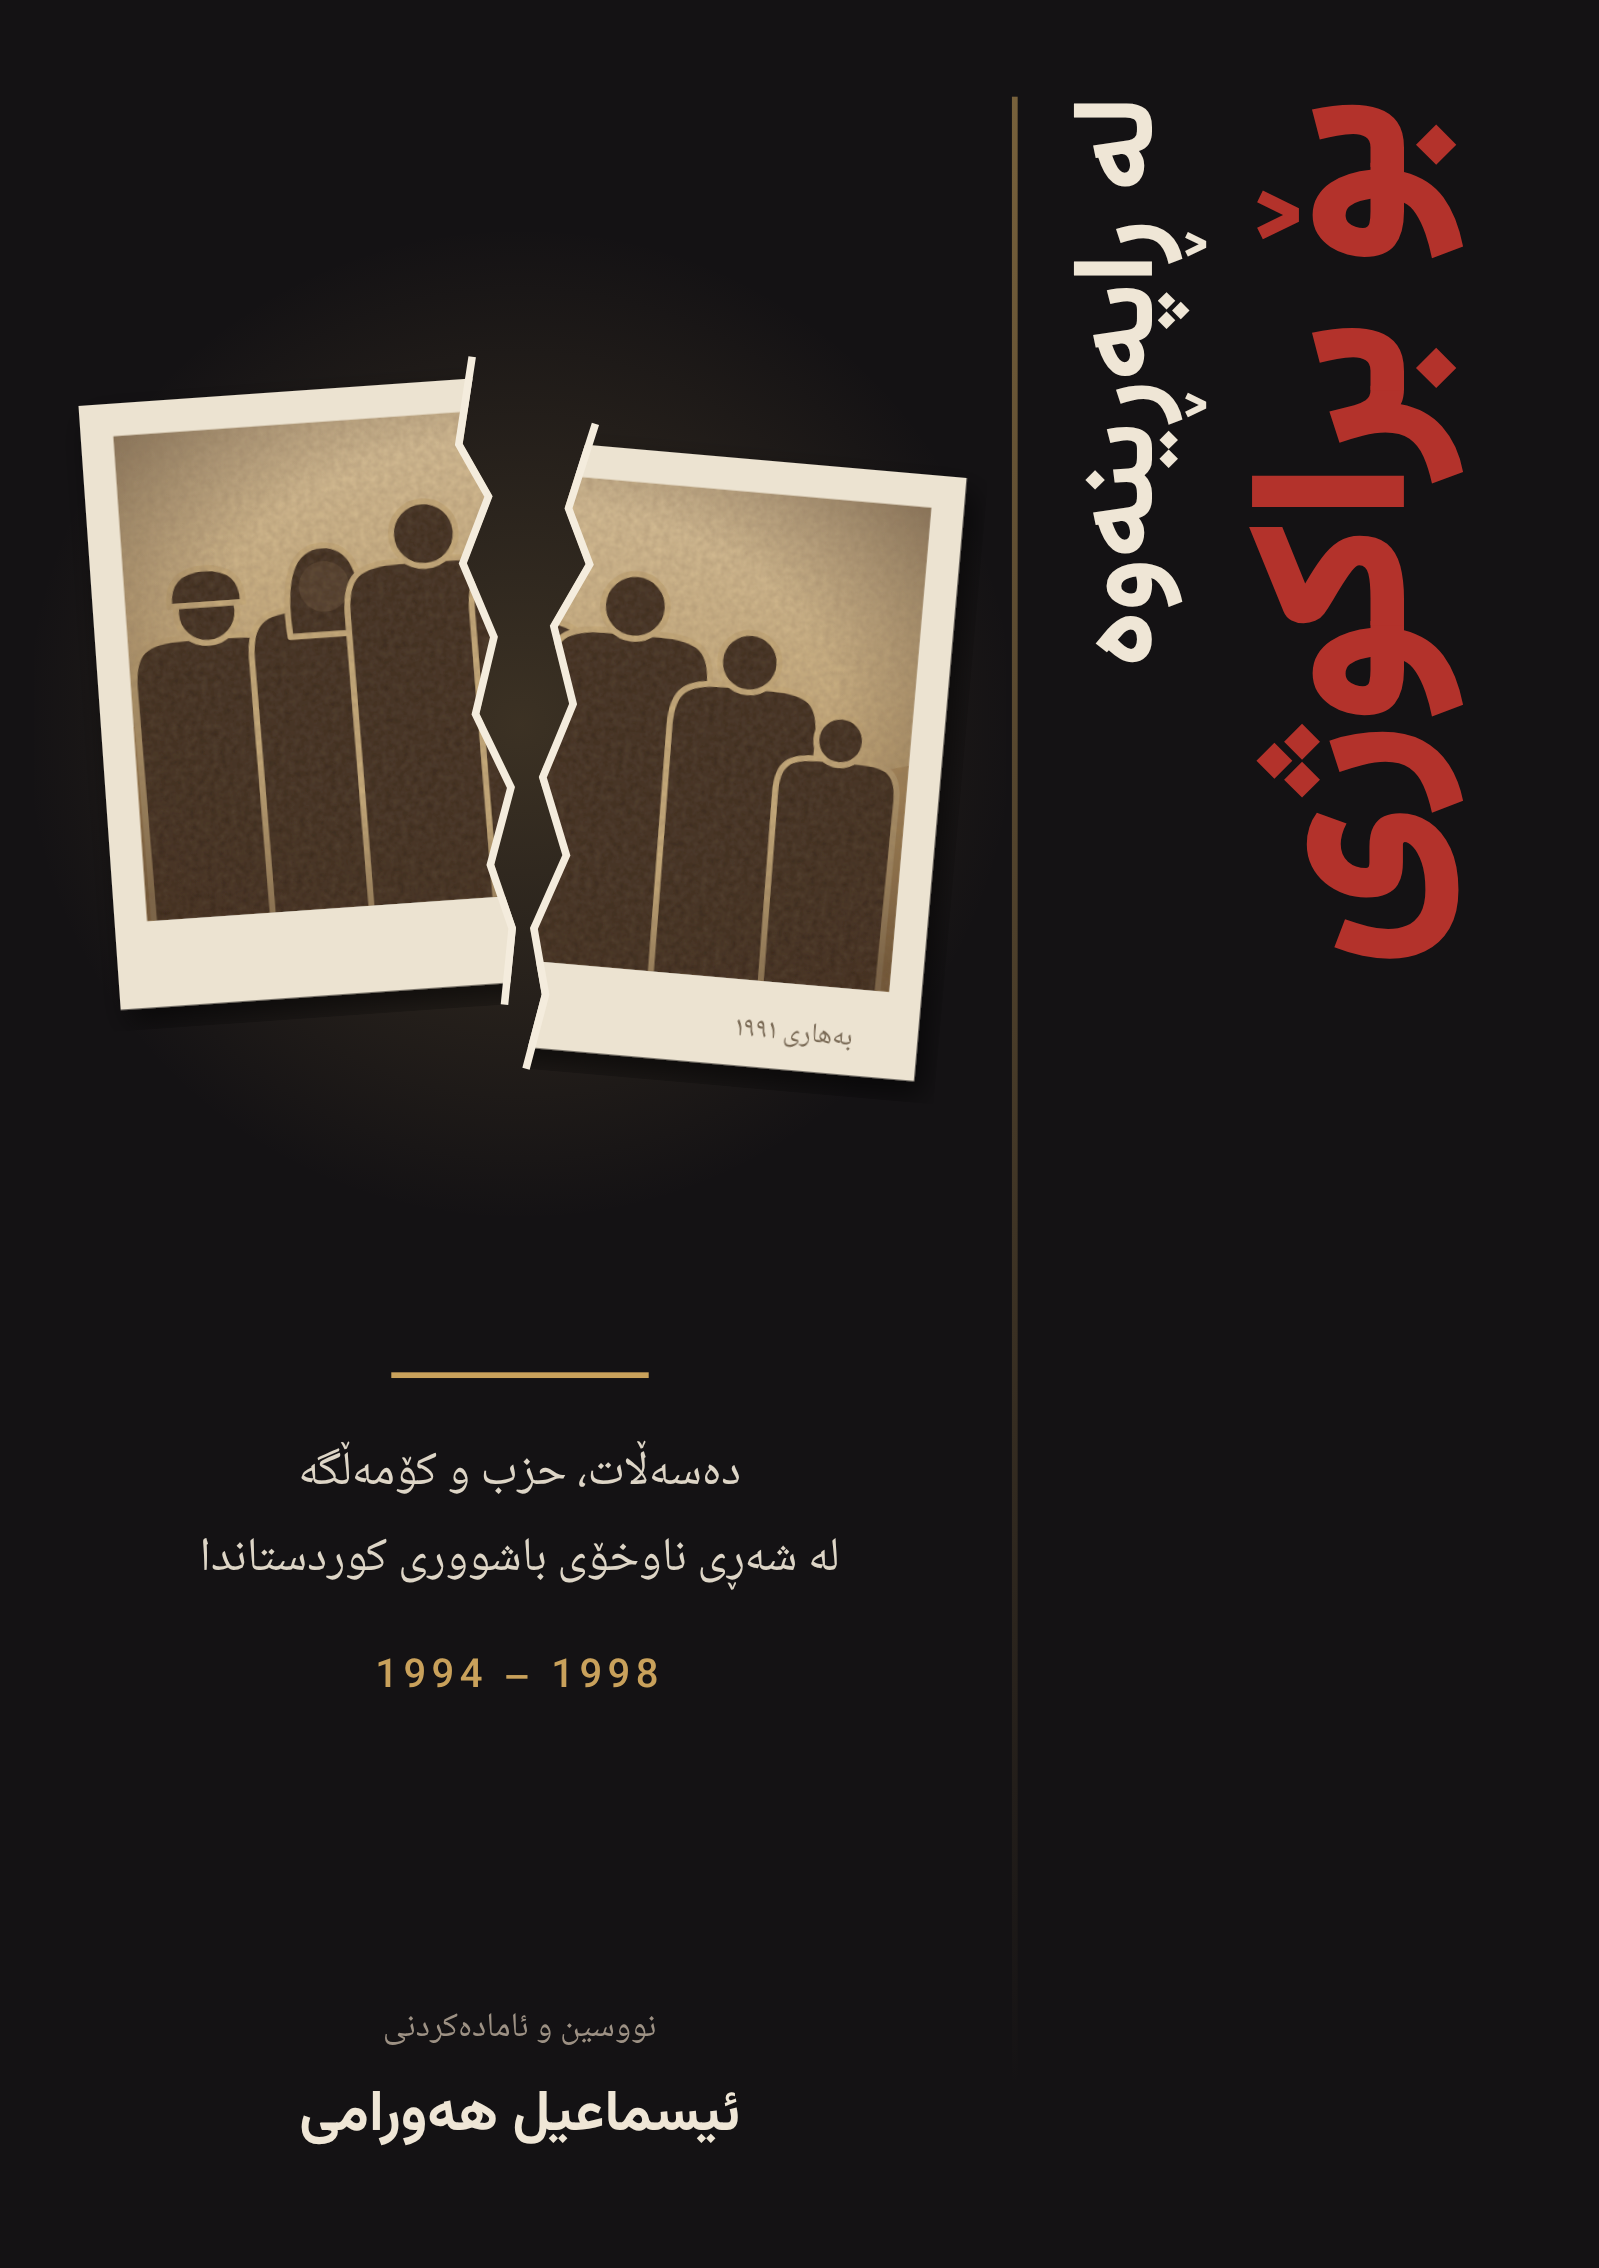 لە ڕاپەڕینەوە
بۆ براکوژی
بەهاری ١٩٩١
دەسەڵات، حزب و کۆمەڵگە
لە شەڕی ناوخۆی باشووری کوردستاندا
1994 – 1998
نووسین و ئامادەکردنی
ئیسماعیل هەورامی